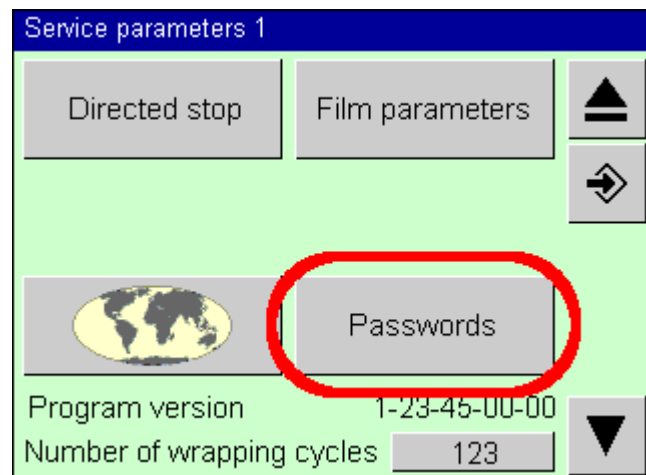 Service parameters 1
Directed stop Film parameters
Passwords
Program version 1-23-45-00-00
Number of wrapping cycles 123